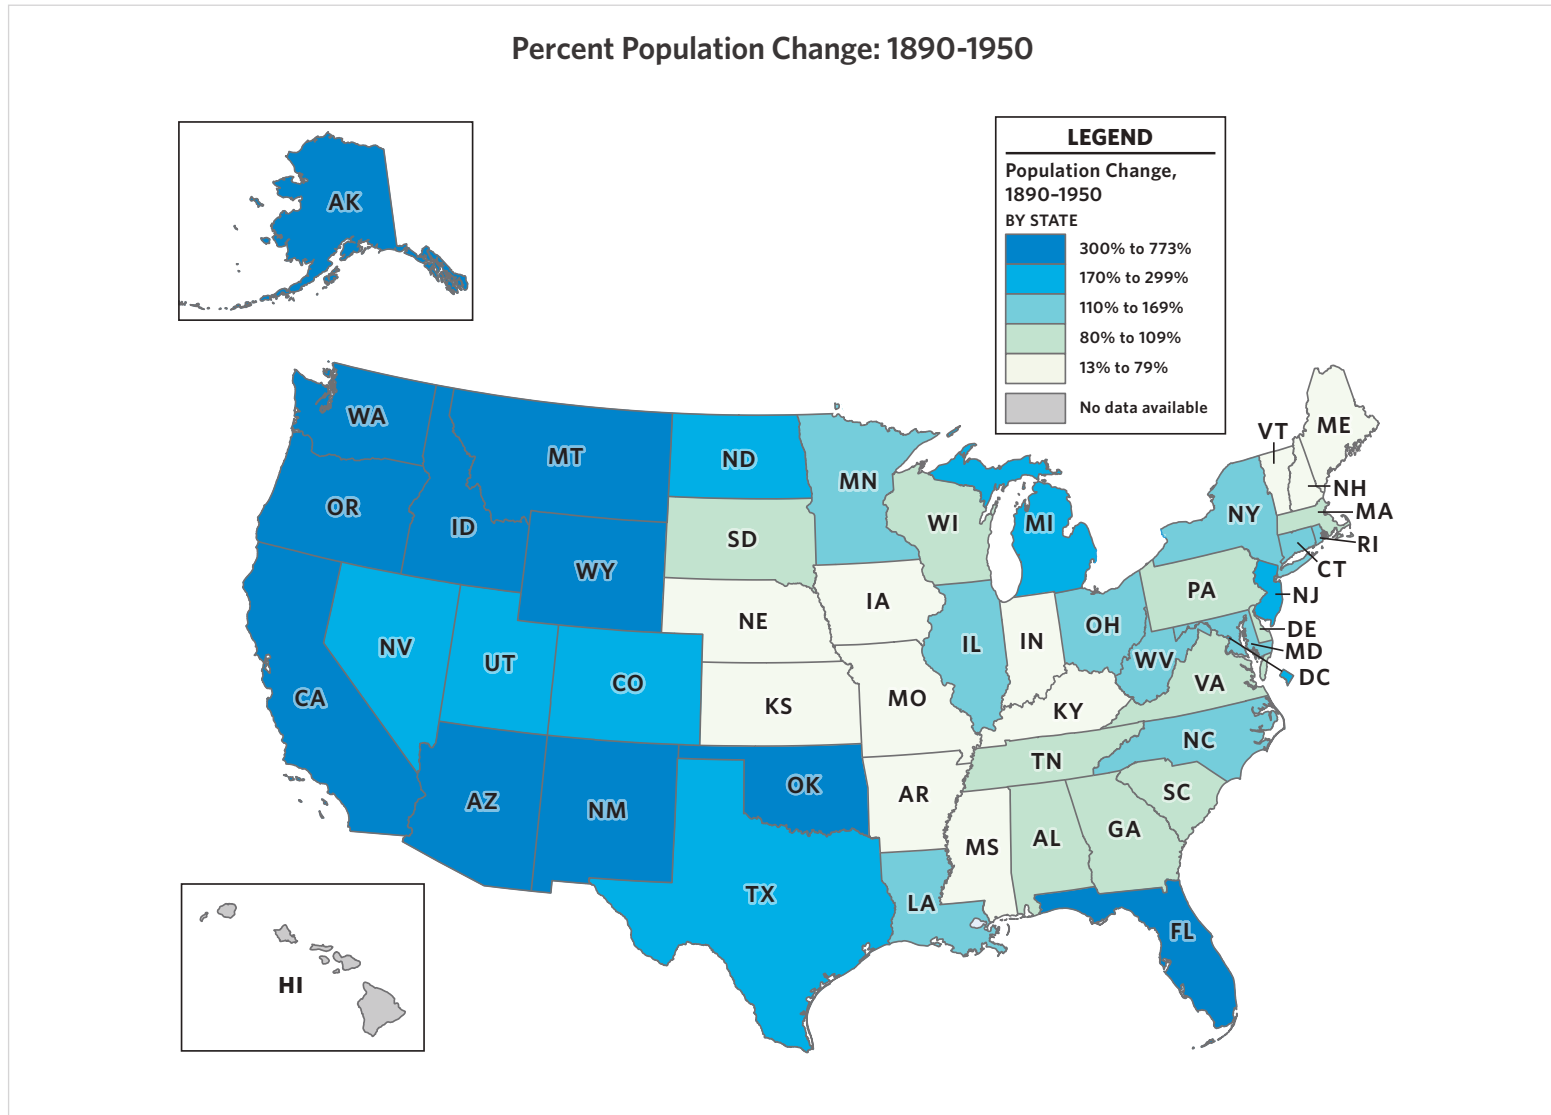 Percent Population Change: 1890-1950
LEGEND
Population Change,
1890–1950
BY STATE
300% to 773%
170% to 299%
110% to 169%
80% to 109%
13% to 79%
No data available
AK
WA
MT
ND
MN
VT
ME
OR
ID
WY
SD
WI
MI
NY
NH
MA
RI
CT
NV
UT
CO
NE
IA
IL
IN
OH
PA
NJ
DE
MD
DC
CA
KS
MO
KY
WV
VA
AZ
NM
OK
AR
TN
NC
SC
TX
LA
MS
AL
GA
FL
HI